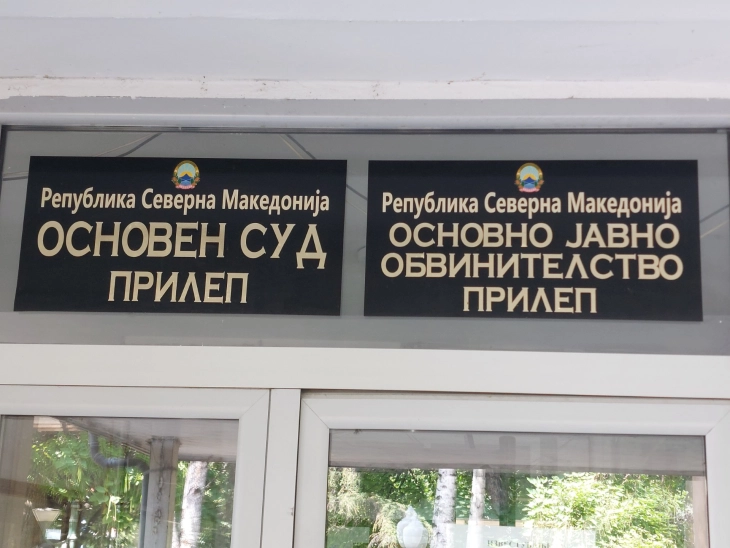 Република Северна Македонија
ОСНОВЕН СУД
ПРИЛЕП
Република Северна Македонија
ОСНОВНО ЈАВНО
ОБВИНИТЕЛСТВО
ПРИЛЕП